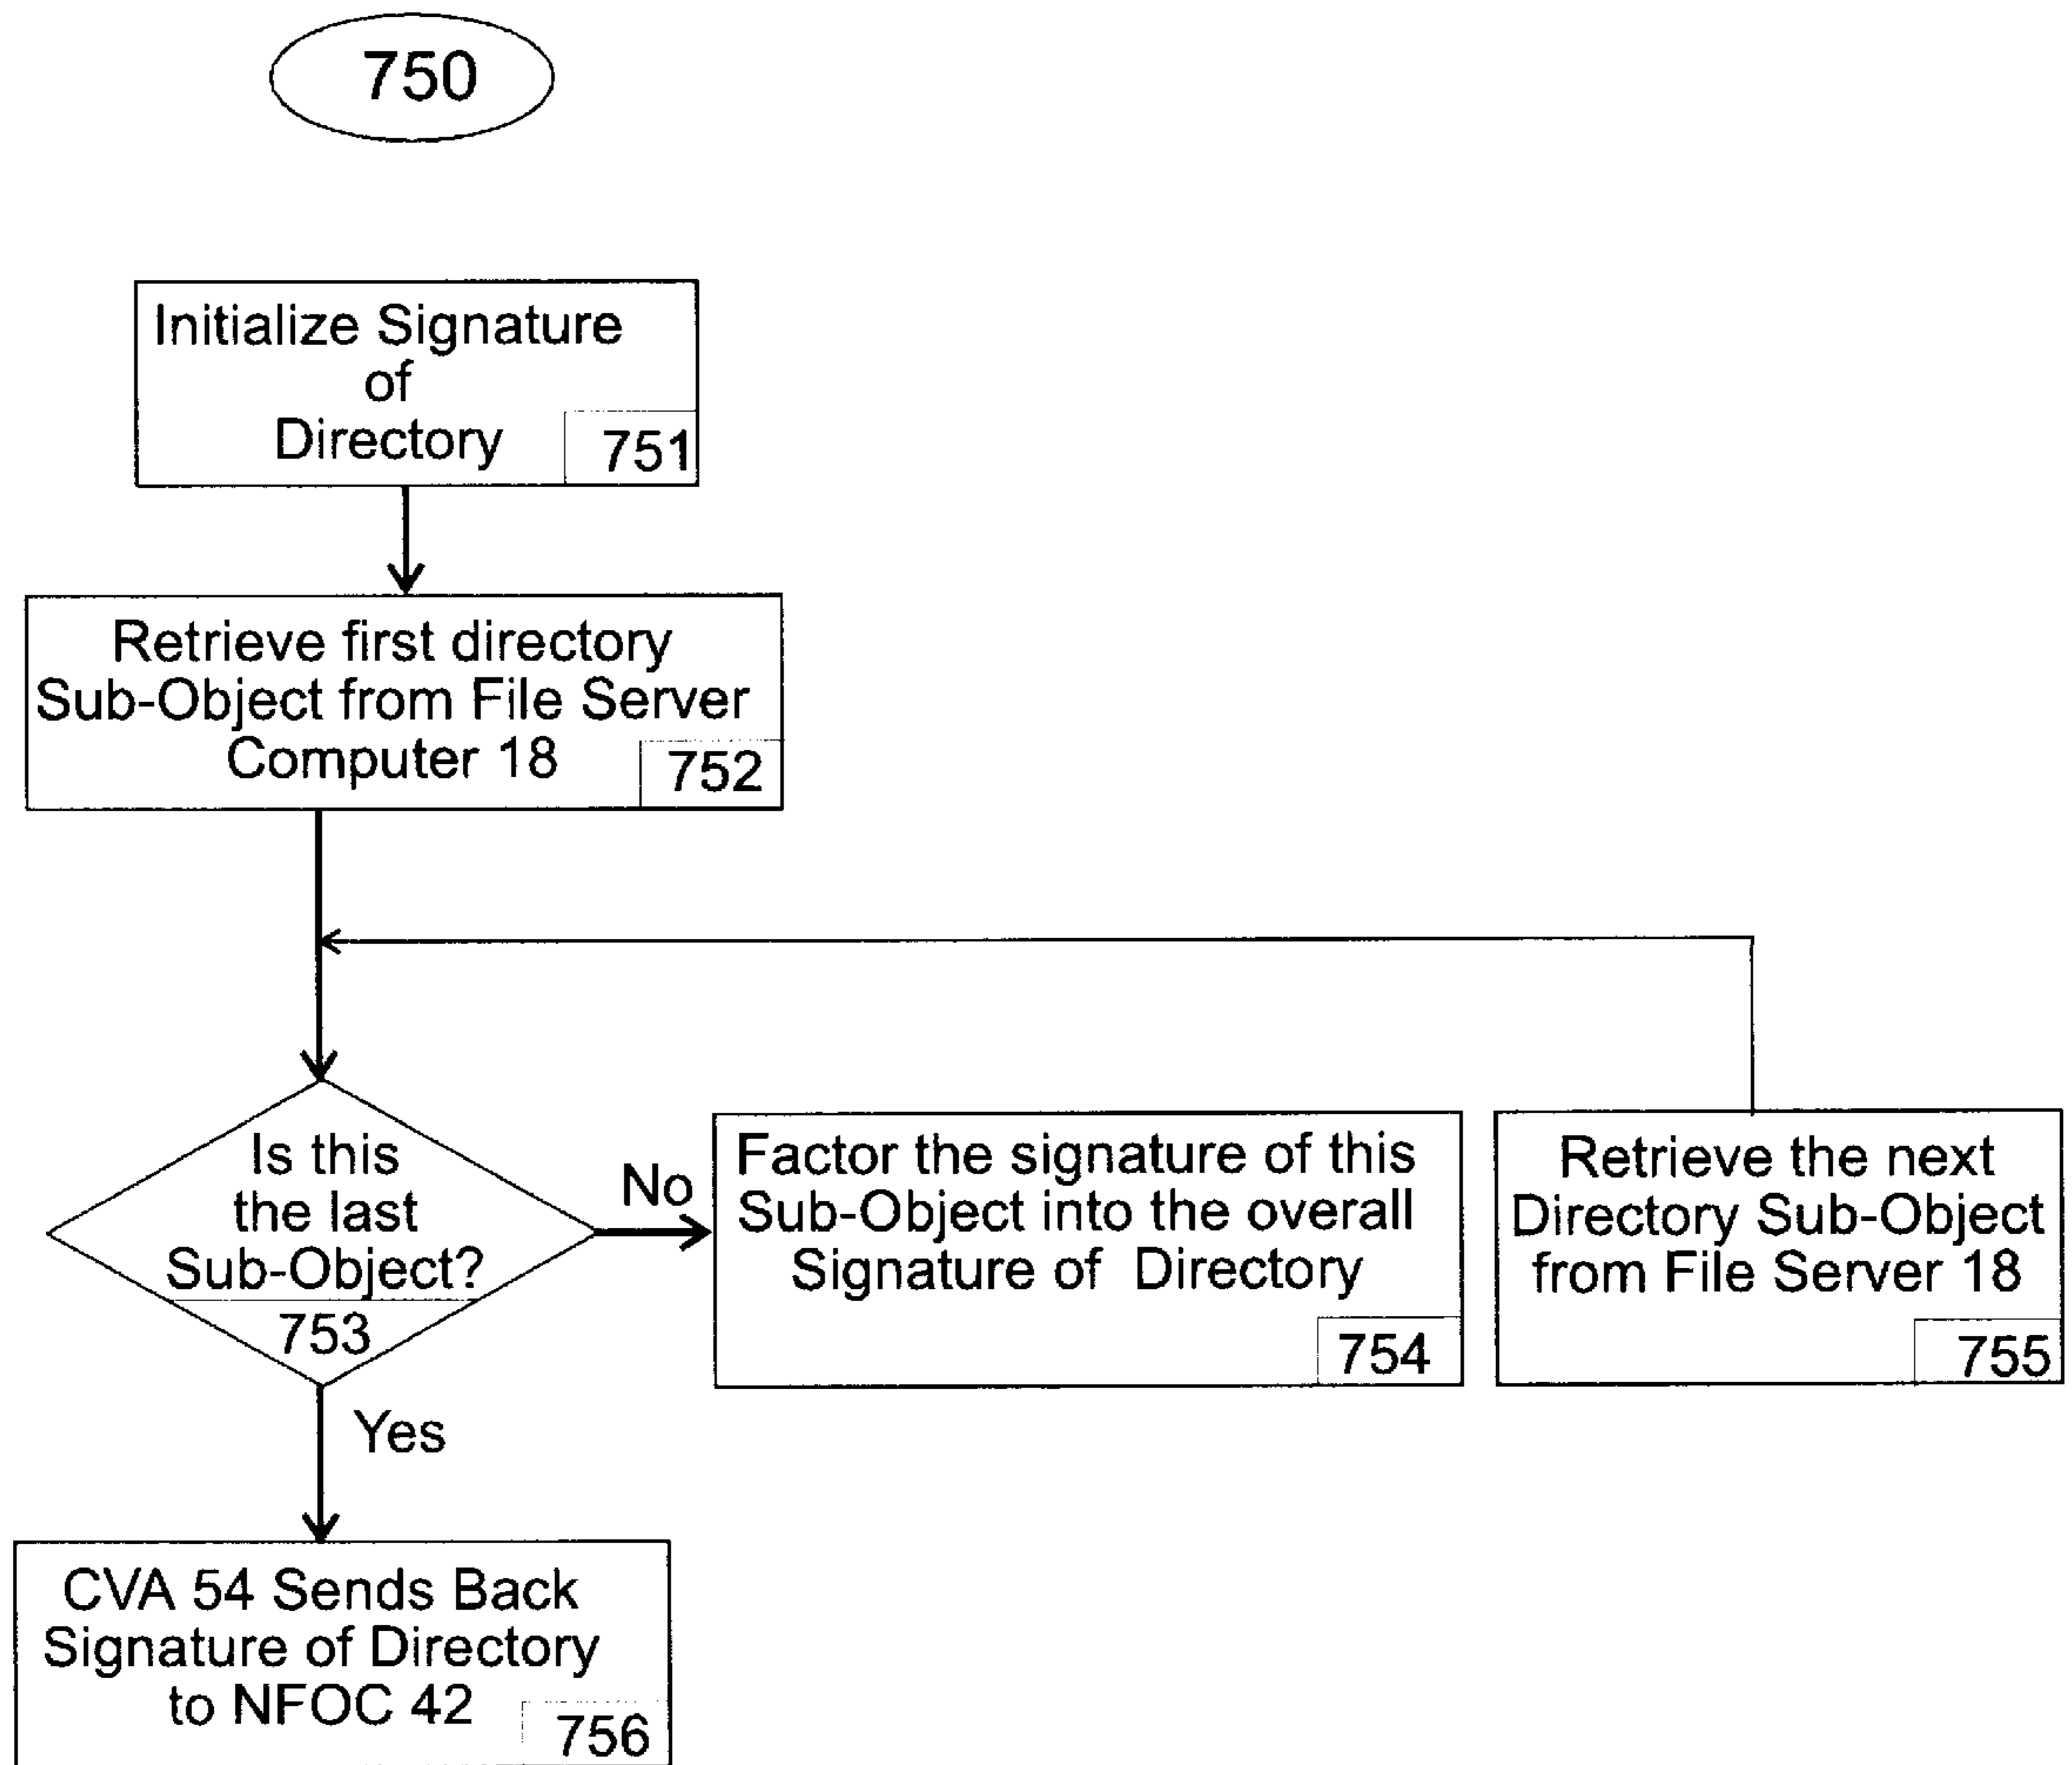 750
Initialize Signature
of
Directory
751
Retrieve first directory
Sub-Object from File Server
Computer 18
752
Is this
the last
Sub-Object?
753
No
Factor the signature of this
Sub-Object into the overall
Signature of Directory
754
Retrieve the next
Directory Sub-Object
from File Server 18
755
Yes
CVA 54 Sends Back
Signature of Directory
to NFOC 42
756